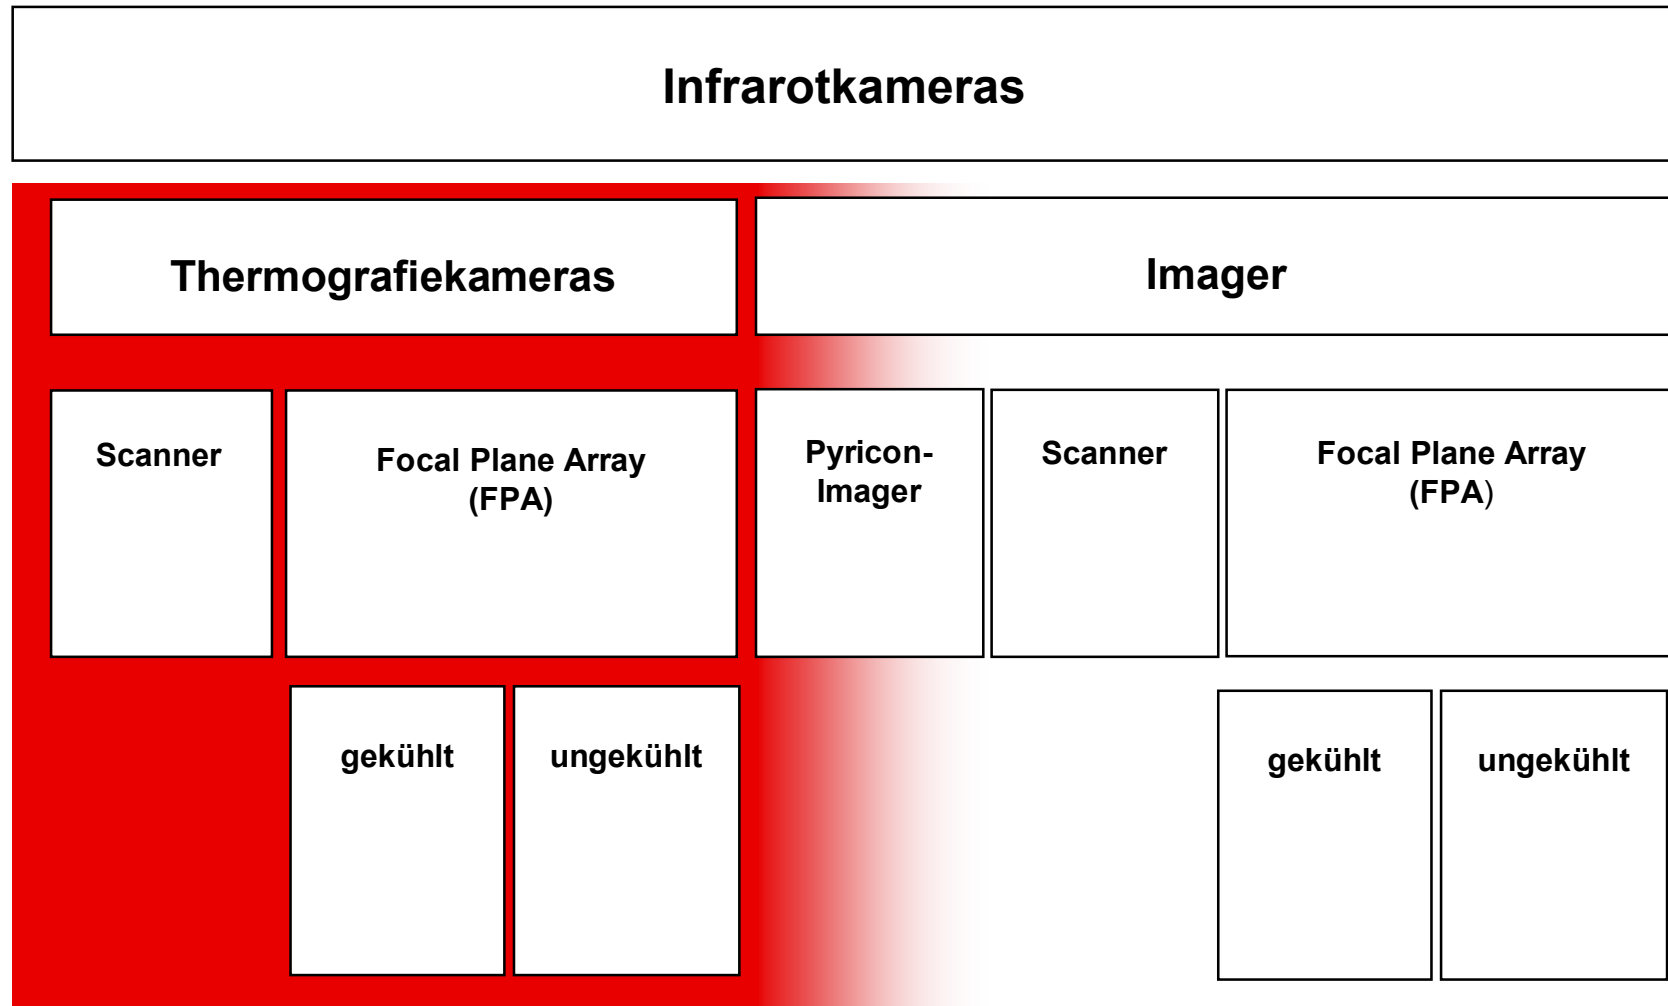 Infrarotkameras
Thermografiekameras
Imager
Scanner
Focal Plane Array
(FPA)
Pyricon-
Imager
Scanner
Focal Plane Array
(FPA)
gekühlt
ungekühlt
gekühlt
ungekühlt